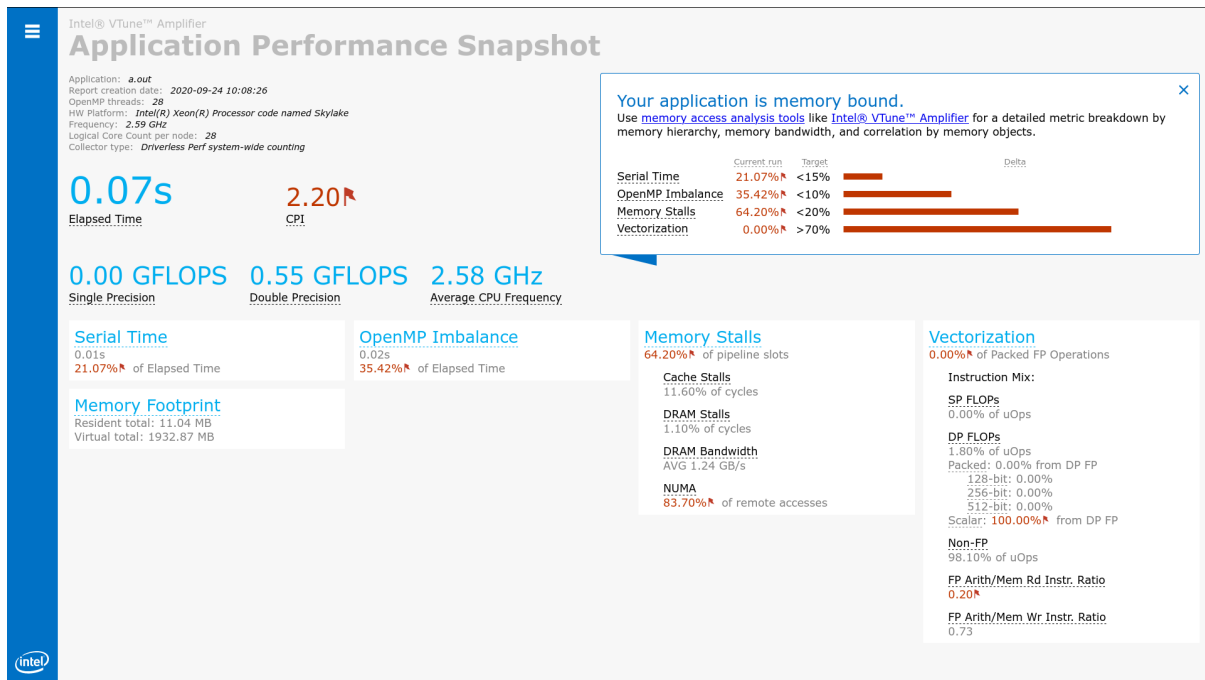 Intel® VTune™ Amplifier
Application Performance Snapshot
Application: a.out
Report creation date: 2020-09-24 10:08:26
OpenMP threads: 28
HW Platform: Intel(R) Xeon(R) Processor code named Skylake
Frequency: 2.59 GHz
Logical Core Count per node: 28
Collector type: Driverless Perf system-wide counting
0.07s
Elapsed Time
2.20
CPI
Your application is memory bound.
Use memory access analysis tools like Intel® VTune™ Amplifier for a detailed metric breakdown by
memory hierarchy, memory bandwidth, and correlation by memory objects.
Current run Target Delta
Serial Time 21.07% <15%
OpenMP Imbalance 35.42% <10%
Memory Stalls 64.20% <20%
Vectorization 0.00% >70%
0.00 GFLOPS
Single Precision
0.55 GFLOPS
Double Precision
2.58 GHz
Average CPU Frequency
Serial Time
0.01s
21.07% of Elapsed Time
OpenMP Imbalance
0.02s
35.42% of Elapsed Time
Memory Footprint
Resident total: 11.04 MB
Virtual total: 1932.87 MB
Memory Stalls
64.20% of pipeline slots
Cache Stalls
11.60% of cycles
DRAM Stalls
1.10% of cycles
DRAM Bandwidth
AVG 1.24 GB/s
NUMA
83.70% of remote accesses
Vectorization
0.00% of Packed FP Operations
Instruction Mix:
SP FLOPs
0.00% of uOps
DP FLOPs
1.80% of uOps
Packed: 0.00% from DP FP
128-bit: 0.00%
256-bit: 0.00%
512-bit: 0.00%
Scalar: 100.00% from DP FP
Non-FP
98.10% of uOps
FP Arith/Mem Rd Instr. Ratio
0.20
FP Arith/Mem Wr Instr. Ratio
0.73
intel